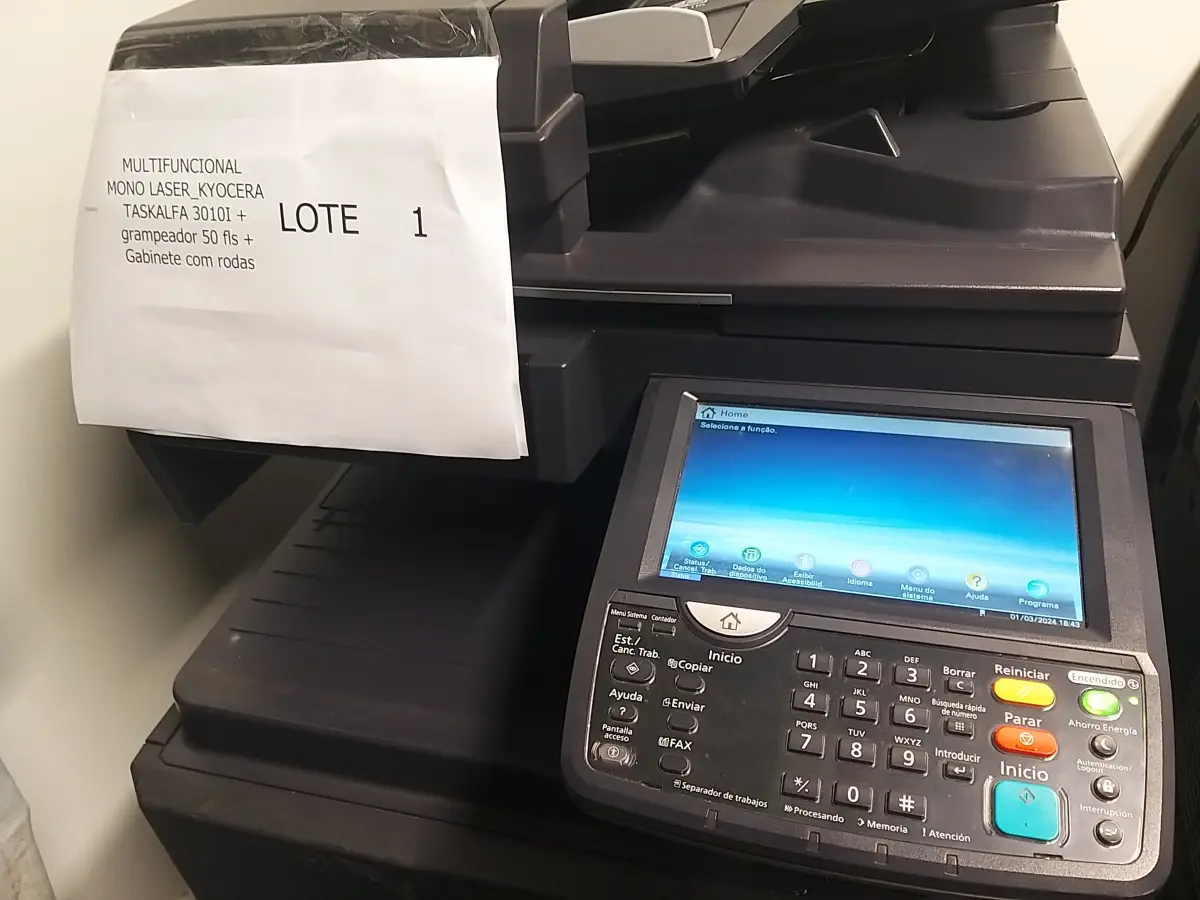 MULTIFUNCIONAL
MONO LASER_KYOCERA
TASKALFA 3010I +
grampeador 50 fls +
Gabinete com rodas
LOTE 1
Home
Selecione a função.
Status/
Cancel. Trab.
Dados do
dispositivo
Exibir
Acessibilid.
Idioma
Menu do
sistema
Ajuda
Programa
Status
01/03/2024 18:43
Menú Sistema
Contador
Est./
Canc. Trab.
Ayuda
Pantalla
acceso
Inicio
Copiar
Enviar
FAX
Separador de trabajos
1
ABC
2
DEF
3
GHI
4
JKL
5
MNO
6
PQRS
7
TUV
8
WXYZ
9
*/.
0
#
Borrar
C
Búsqueda rápida
de número
Introducir
Procesando
Memoria
! Atención
Reiniciar
Parar
Inicio
Encendido
Ahorro Energía
Autenticación/
Logout
Interrupción